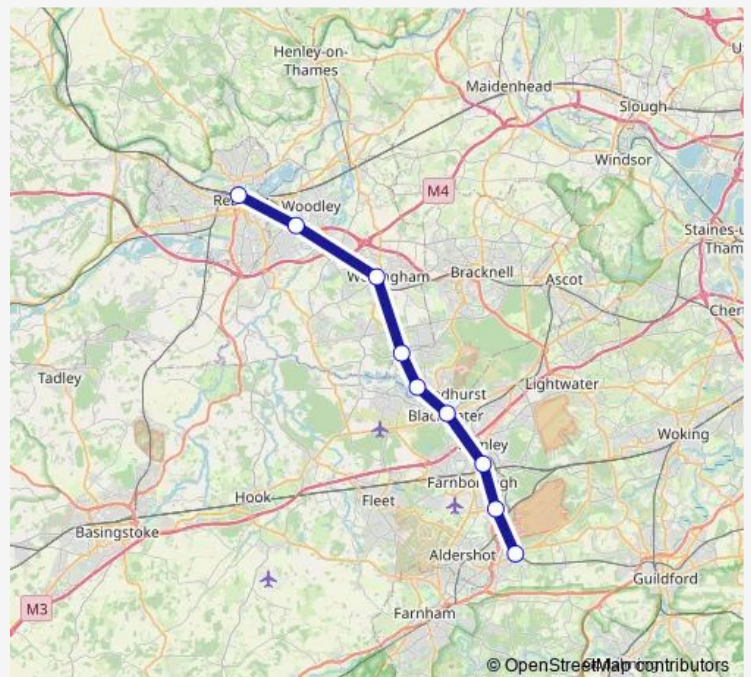 Henley-on-
Thames
Maidenhead
Slough
Windsor
M4
Woodley
Staines-u
Tham
Bracknell
Ascot
Cher
Tadley
Lightwater
Woking
Hook
Fleet
Basingstoke
Aldershot
Guildford
M3
Farnham
© OpenStreetMap contributors